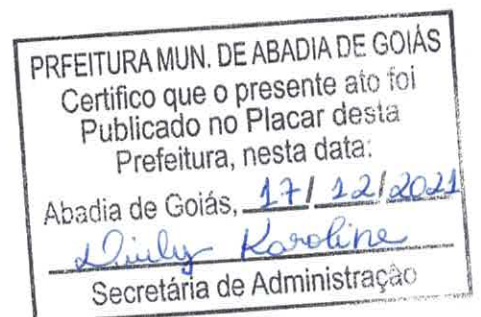 PRFEITURA MUN. DE ABADIA DE GOIÁS
Certifico que o presente ato foi
Publicado no Placar desta
Prefeitura, nesta data:
Abadia de Goiás, 17/ 12/ 2021
Karoline
Secretária de Administração